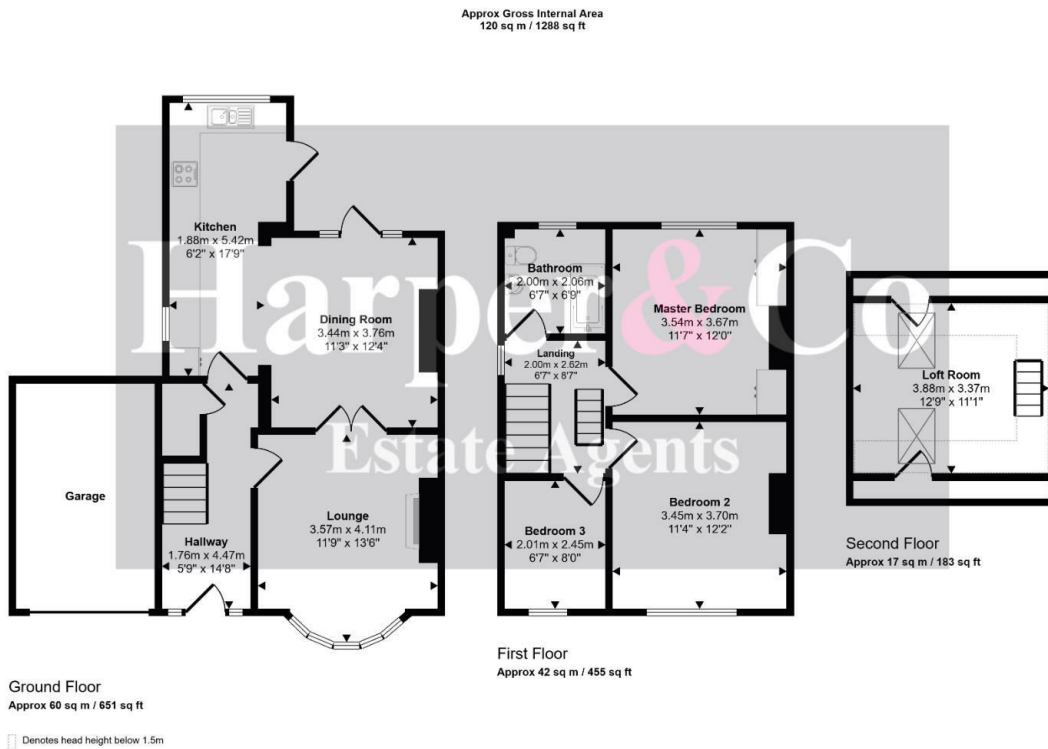 Approx Gross Internal Area
120 sq m / 1288 sq ft
Kitchen
1.88m x 5.42m
6'2" x 17'9"
Dining Room
3.44m x 3.76m
11'3" x 12'4"
Garage
Hallway
1.76m x 4.47m
5'9" x 14'8"
Lounge
3.57m x 4.11m
11'9" x 13'6"
Ground Floor
Approx 60 sq m / 651 sq ft
Denotes head height below 1.5m
Bathroom
2.00m x 2.06m
6'7" x 6'9"
Master Bedroom
3.54m x 3.67m
11'7" x 12'0"
Landing
2.00m x 2.62m
6'7" x 8'7"
Bedroom 3
2.01m x 2.45m
6'7" x 8'0"
Bedroom 2
3.45m x 3.70m
11'4" x 12'2"
First Floor
Approx 42 sq m / 455 sq ft
Loft Room
3.88m x 3.37m
12'9" x 11'1"
Second Floor
Approx 17 sq m / 183 sq ft
Harper&Co
Estate Agents